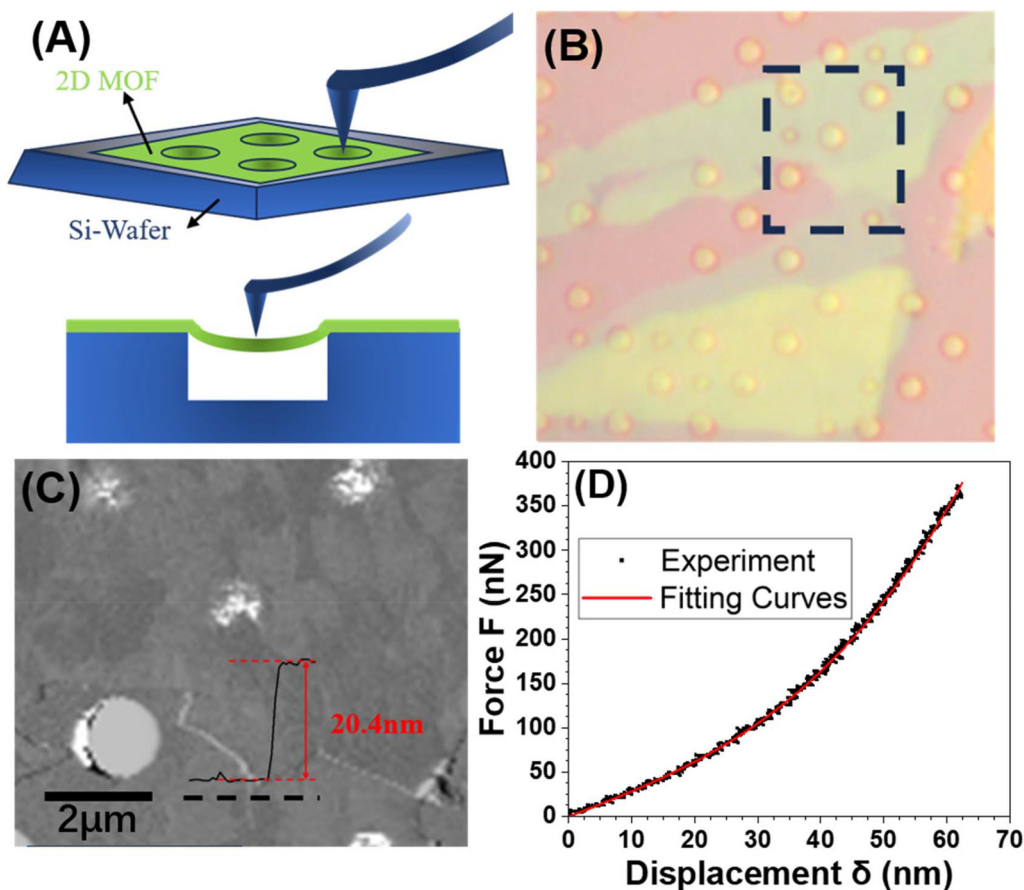 (A)
2D MOF
Si-Wafer
(B)
(C)
20.4nm
2μm
(D)
Force F (nN)
400
350
300
250
200
150
100
50
0
Experiment
Fitting Curves
0 10 20 30 40 50 60 70
Displacement δ (nm)